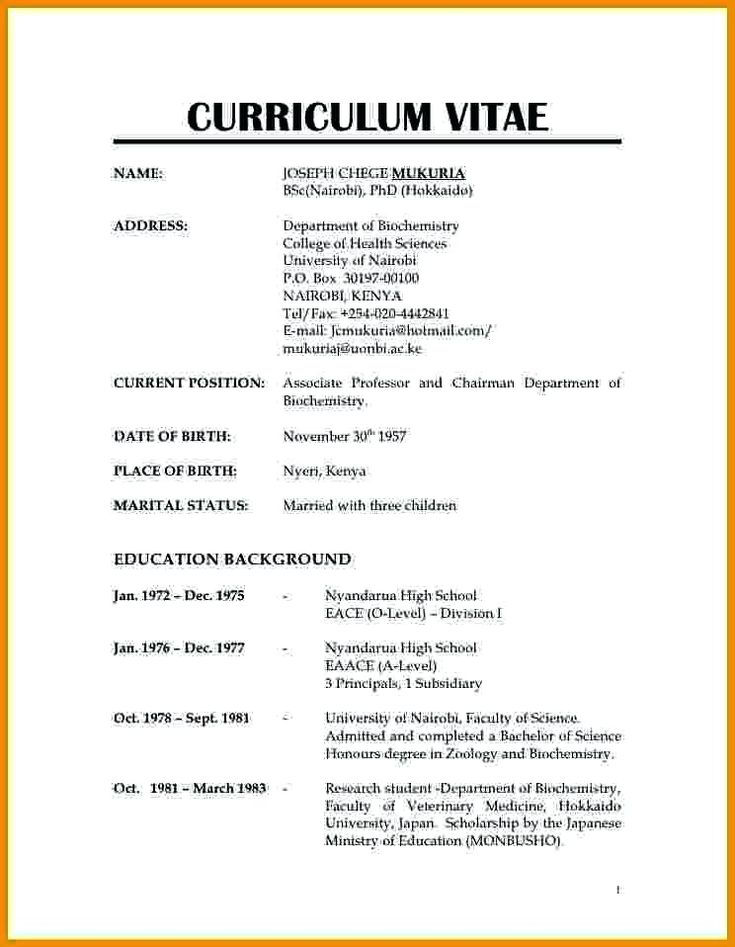 CURRICULUM VITAE
NAME: JOSEPH CHEGE MUKURIA
BSc(Nairobi), PhD (Hokkaido)
ADDRESS: Department of Biochemistry
College of Health Sciences
University of Nairobi
P.O. Box 30197-00100
NAIROBI, KENYA
Tel/Fax: +254-020-4442841
E-mail: Jcmukuria@hotmail.com/
mukuriaj@uonbi.ac.ke
CURRENT POSITION: Associate Professor and Chairman Department of
Biochemistry.
DATE OF BIRTH: November 30th 1957
PLACE OF BIRTH: Nyeri, Kenya
MARITAL STATUS: Married with three children
EDUCATION BACKGROUND
Jan. 1972 – Dec. 1975 - Nyandarua High School
EACE (O-Level) – Division I
Jan. 1976 – Dec. 1977 - Nyandarua High School
EAACE (A-Level)
3 Principals, 1 Subsidiary
Oct. 1978 – Sept. 1981 - University of Nairobi, Faculty of Science.
Admitted and completed a Bachelor of Science
Honours degree in Zoology and Biochemistry.
Oct. 1981 – March 1983 - Research student -Department of Biochemistry,
Faculty of Veterinary Medicine, Hokkaido
University, Japan. Scholarship by the Japanese
Ministry of Education (MONBUSHO).
1